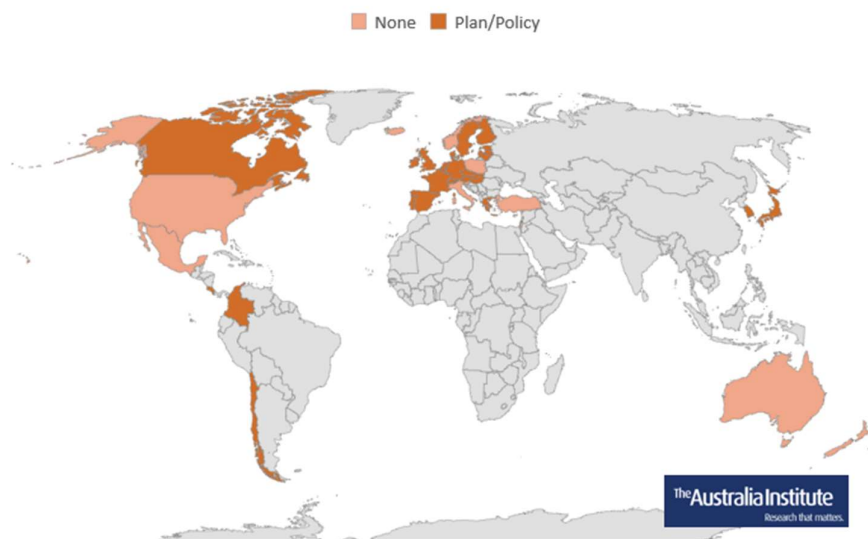 None Plan/Policy
The Australia Institute
Research that matters.